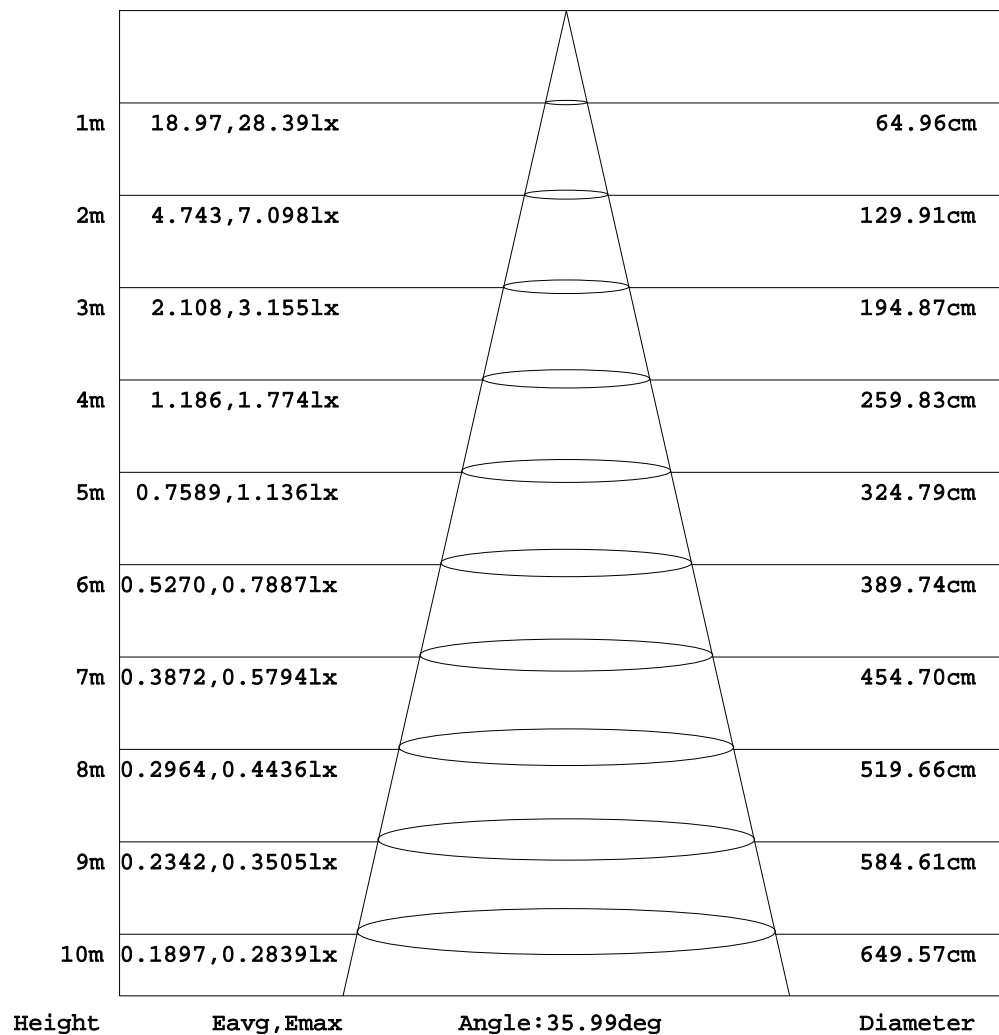 1m 18.97,28.39lx 64.96cm
2m 4.743,7.098lx 129.91cm
3m 2.108,3.155lx 194.87cm
4m 1.186,1.774lx 259.83cm
5m 0.7589,1.136lx 324.79cm
6m 0.5270,0.7887lx 389.74cm
7m 0.3872,0.5794lx 454.70cm
8m 0.2964,0.4436lx 519.66cm
9m 0.2342,0.3505lx 584.61cm
10m 0.1897,0.2839lx 649.57cm
Height Eavg,Emax Angle:35.99deg Diameter